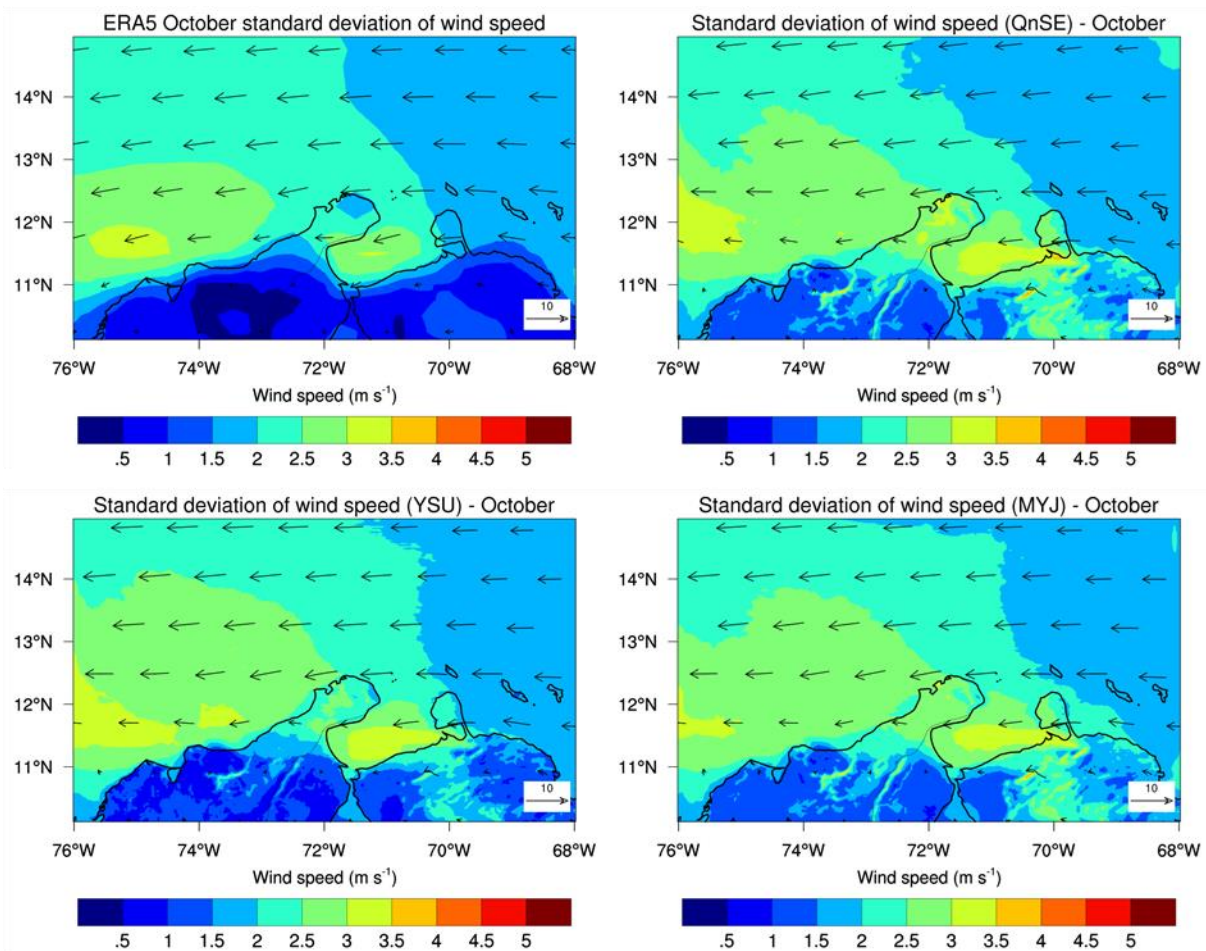 ERA5 October standard deviation of wind speed
14°N
13°N
12°N
11°N
10
76°W 74°W 72°W 70°W 68°W
Wind speed (m s⁻¹)
.5 1 1.5 2 2.5 3 3.5 4 4.5 5
Standard deviation of wind speed (QnSE) - October
14°N
13°N
12°N
11°N
10
76°W 74°W 72°W 70°W 68°W
Wind speed (m s⁻¹)
.5 1 1.5 2 2.5 3 3.5 4 4.5 5
Standard deviation of wind speed (YSU) - October
14°N
13°N
12°N
11°N
10
76°W 74°W 72°W 70°W 68°W
Wind speed (m s⁻¹)
.5 1 1.5 2 2.5 3 3.5 4 4.5 5
Standard deviation of wind speed (MYJ) - October
14°N
13°N
12°N
11°N
10
76°W 74°W 72°W 70°W 68°W
Wind speed (m s⁻¹)
.5 1 1.5 2 2.5 3 3.5 4 4.5 5